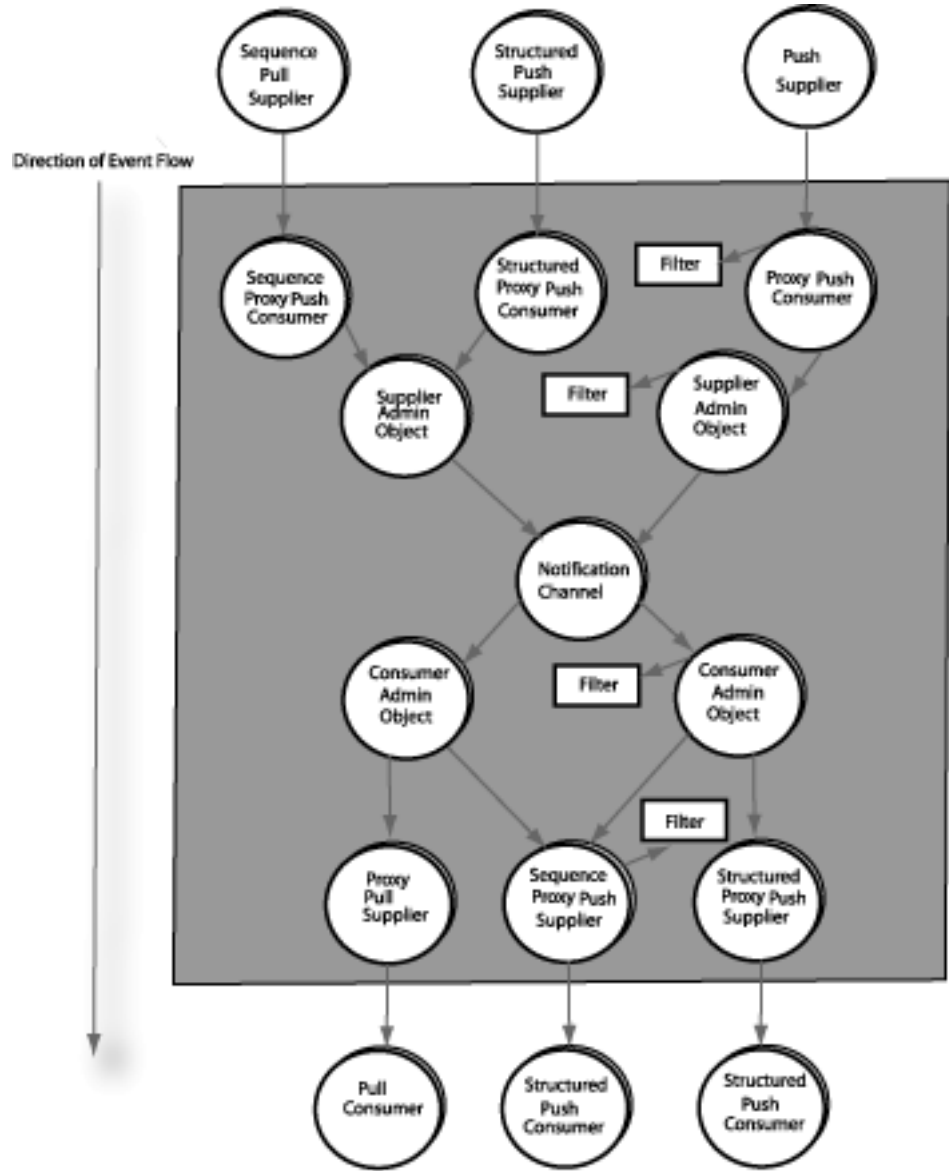 Sequence
Pull
Supplier
Structured
Push
Supplier
Push
Supplier
Direction of Event Flow
Sequence
Proxy Push
Consumer
Structured
Proxy Push
Consumer
Filter
Proxy Push
Consumer
Supplier
Admin
Object
Filter
Supplier
Admin
Object
Notification
Channel
Consumer
Admin
Object
Filter
Consumer
Admin
Object
Filter
Proxy
Pull
Supplier
Sequence
Proxy Push
Supplier
Structured
Proxy Push
Supplier
Pull
Consumer
Structured
Push
Consumer
Structured
Push
Consumer